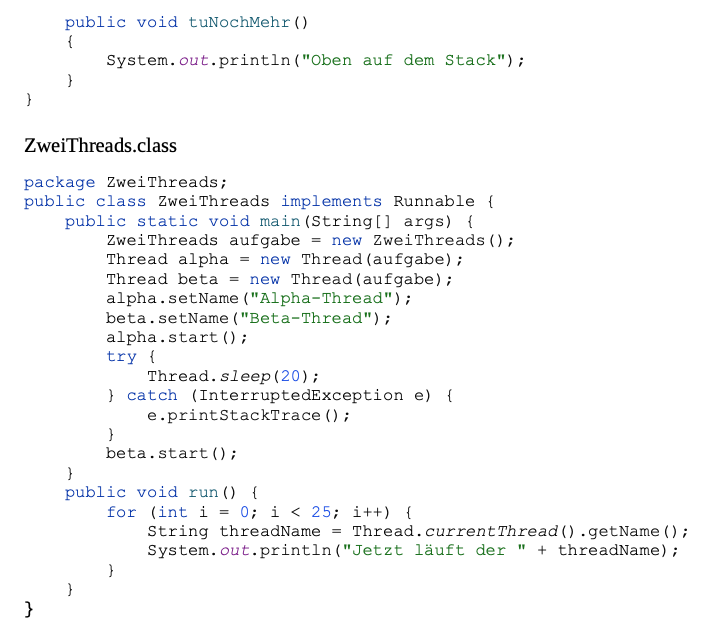 public void tuNochMehr()
    {
        System.out.println("Oben auf dem Stack");
    }
}
ZweiThreads.class
package ZweiThreads;
public class ZweiThreads implements Runnable {
    public static void main(String[] args) {
        ZweiThreads aufgabe = new ZweiThreads();
        Thread alpha = new Thread(aufgabe);
        Thread beta = new Thread(aufgabe);
        alpha.setName("Alpha-Thread");
        beta.setName("Beta-Thread");
        alpha.start();
        try {
            Thread.sleep(20);
        } catch (InterruptedException e) {
            e.printStackTrace();
        }
        beta.start();
    }
    public void run() {
        for (int i = 0; i < 25; i++) {
            String threadName = Thread.currentThread().getName();
            System.out.println("Jetzt läuft der " + threadName);
        }
    }
}